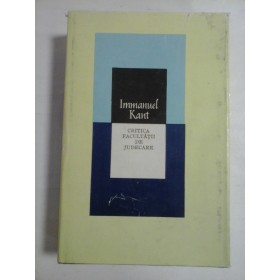 Immanuel
Kant
CRITICA
FACULTĂȚII
DE
JUDECARE